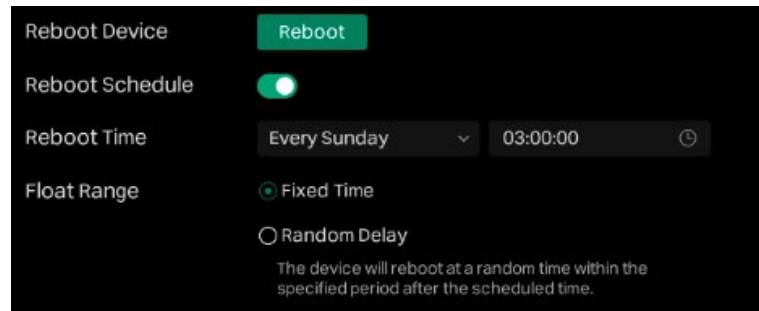 Reboot Device Reboot
Reboot Schedule
Reboot Time Every Sunday 03:00:00
Float Range Fixed Time
Random Delay
The device will reboot at a random time within the
specified period after the scheduled time.